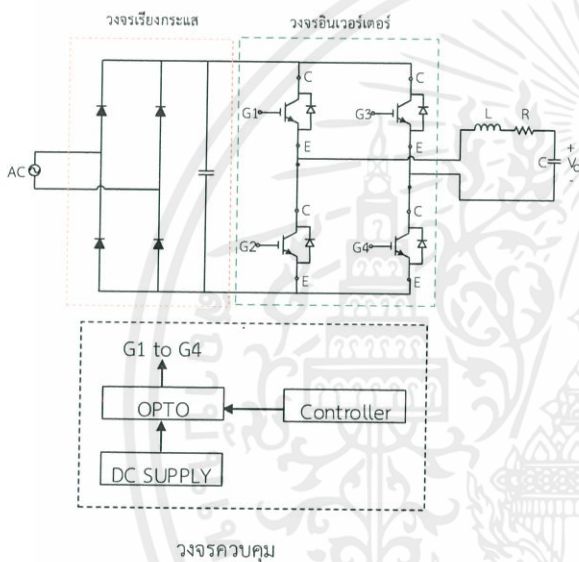 วงจรเรียงกระแส
วงจรอินเวอร์เตอร์
C
C
G1
G3
E
E
L
R
AC
C
+
V
-
C
C
G2
G4
E
E
G1 to G4
OPTO
Controller
DC SUPPLY
วงจรควบคุม